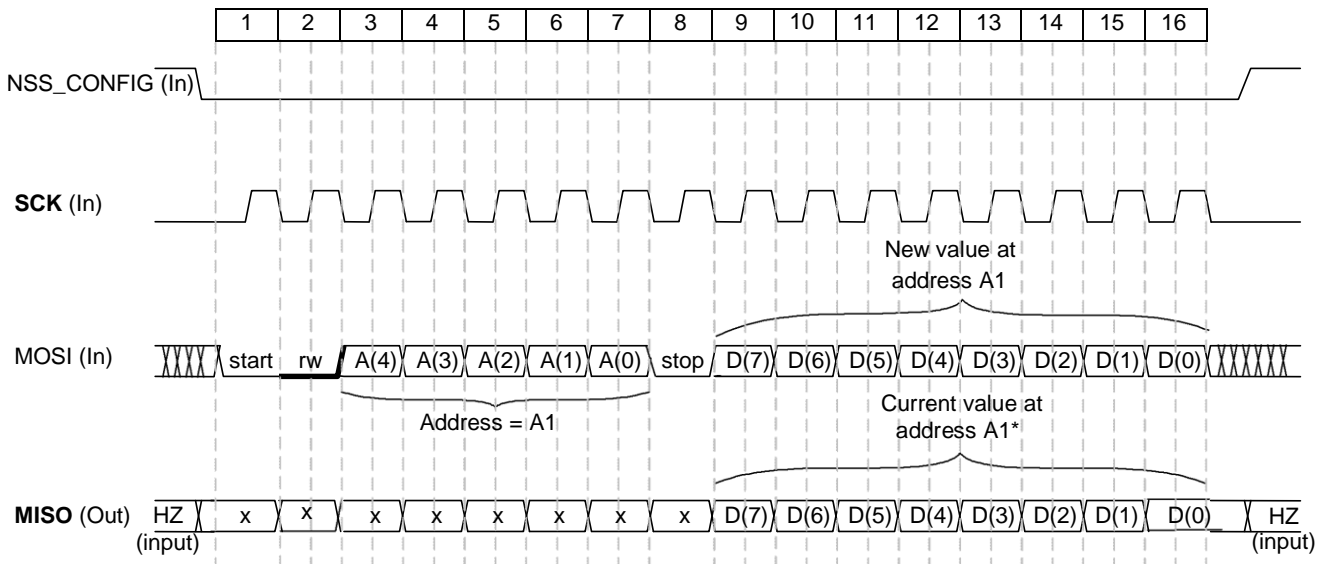 1 2 3 4 5 6 7 8 9 10 11 12 13 14 15 16
NSS_CONFIG (In)
SCK (In)
New value at
address A1
MOSI (In) start rw A(4) A(3) A(2) A(1) A(0) stop D(7) D(6) D(5) D(4) D(3) D(2) D(1) D(0)
Address = A1
Current value at
address A1*
MISO (Out) HZ x x x x x x x x D(7) D(6) D(5) D(4) D(3) D(2) D(1) D(0) HZ
(input) (input)